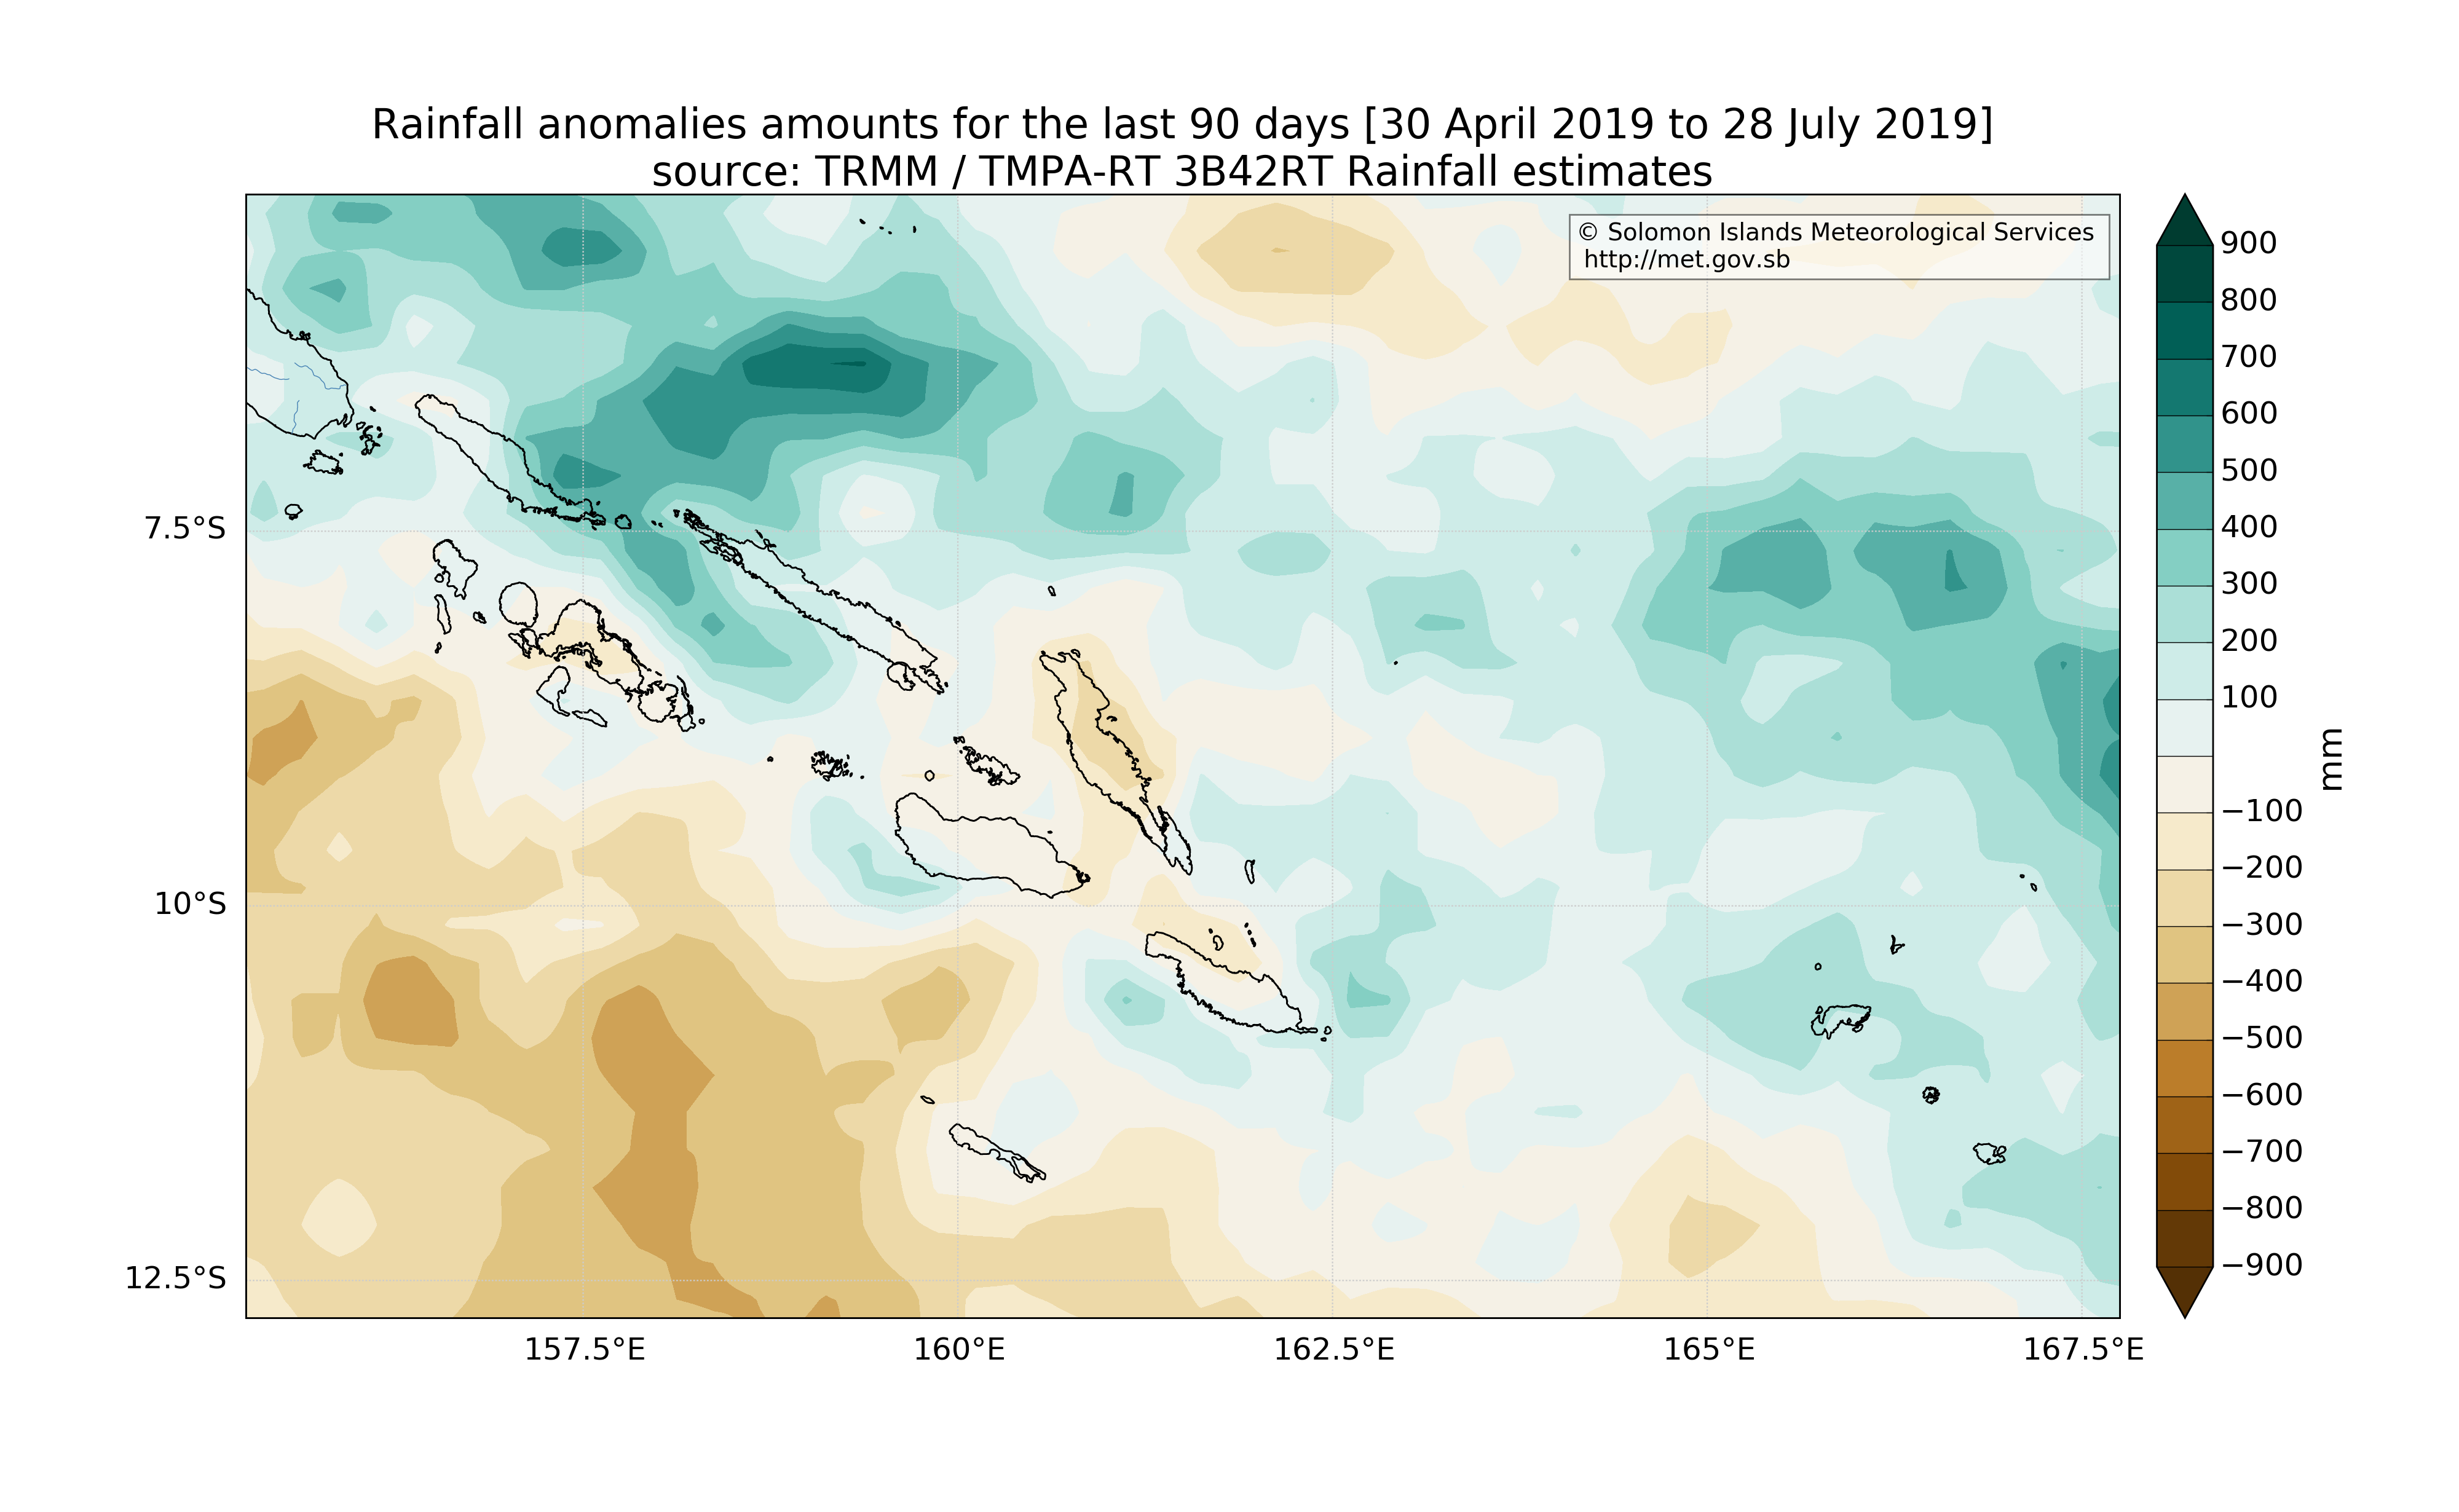 Rainfall anomalies amounts for the last 90 days [30 April 2019 to 28 July 2019]
source: TRMM / TMPA-RT 3B42RT Rainfall estimates
© Solomon Islands Meteorological Services
http://met.gov.sb
7.5°S
10°S
12.5°S
157.5°E
160°E
162.5°E
165°E
167.5°E
900
800
700
600
500
400
300
200
100
−100
−200
−300
−400
−500
−600
−700
−800
−900
mm